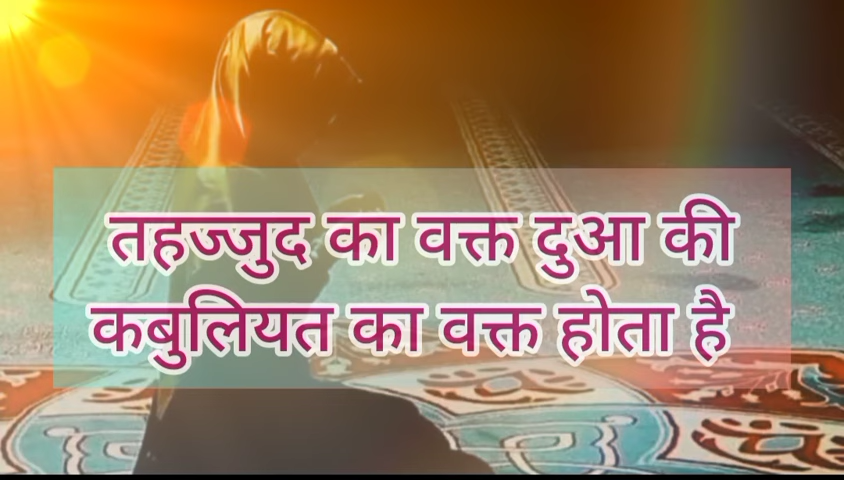 तहज्जुद का वक्त दुआ की
कबुलियत का वक्त होता है